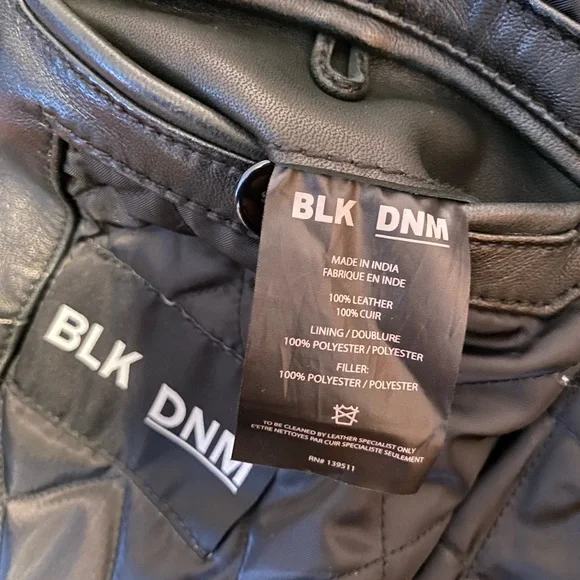 BLK DNM
MADE IN INDIA
FABRIQUE EN INDE
100% LEATHER
100% CUIR
LINING / DOUBLURE
100% POLYESTER / POLYESTER
FILLER:
100% POLYESTER / POLYESTER
TO BE CLEANED BY LEATHER SPECIALIST ONLY
E'ETRE NETTOYES PAR CUIR SPECIALISTE SEULEMENT
RN# 139511
BLK DNM